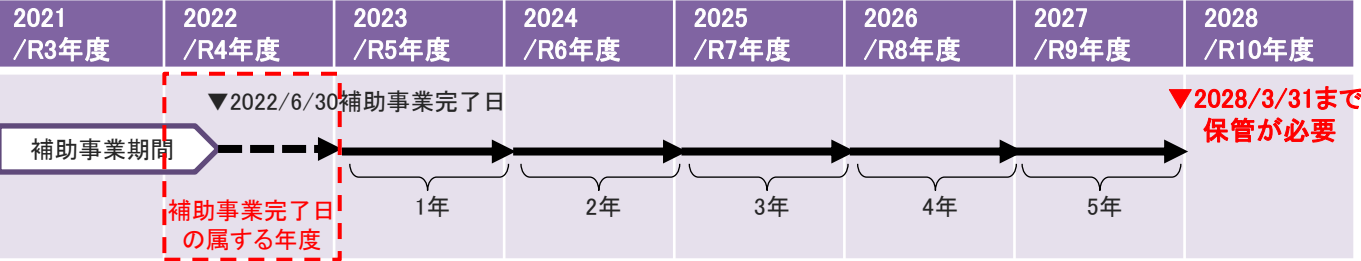 2021
/R3年度
2022
/R4年度
2023
/R5年度
2024
/R6年度
2025
/R7年度
2026
/R8年度
2027
/R9年度
2028
/R10年度
▼2022/6/30補助事業完了日
▼2028/3/31まで
保管が必要
補助事業期間
1年
2年
3年
4年
5年
補助事業完了日
の属する年度